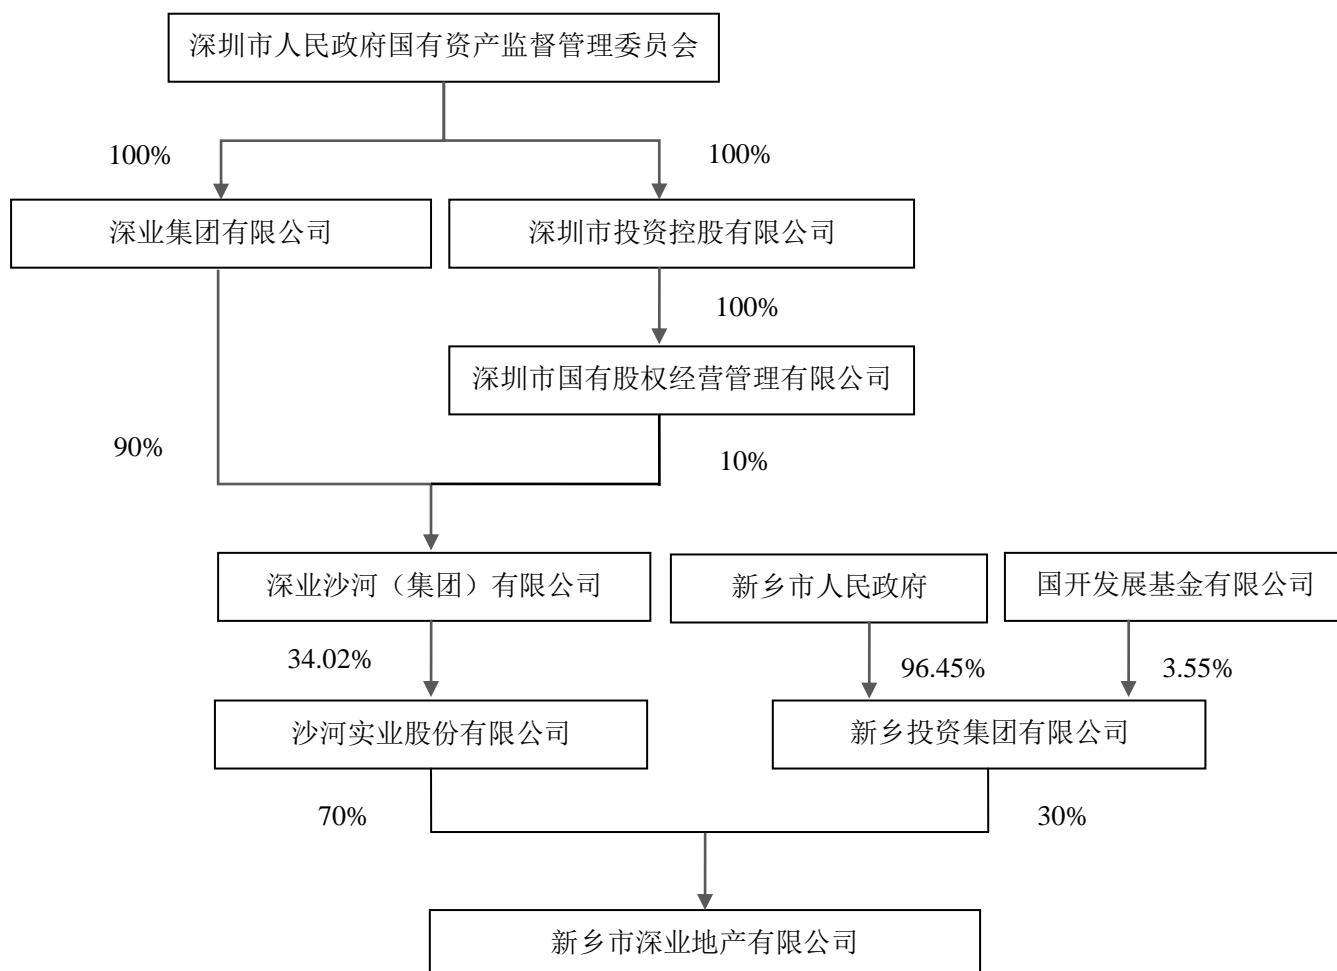 深圳市人民政府国有资产监督管理委员会
100%
100%
深业集团有限公司
深圳市投资控股有限公司
100%
深圳市国有股权经营管理有限公司
90%
10%
深业沙河（集团）有限公司
新乡市人民政府
国开发展基金有限公司
34.02%
96.45%
3.55%
沙河实业股份有限公司
新乡投资集团有限公司
70%
30%
新乡市深业地产有限公司